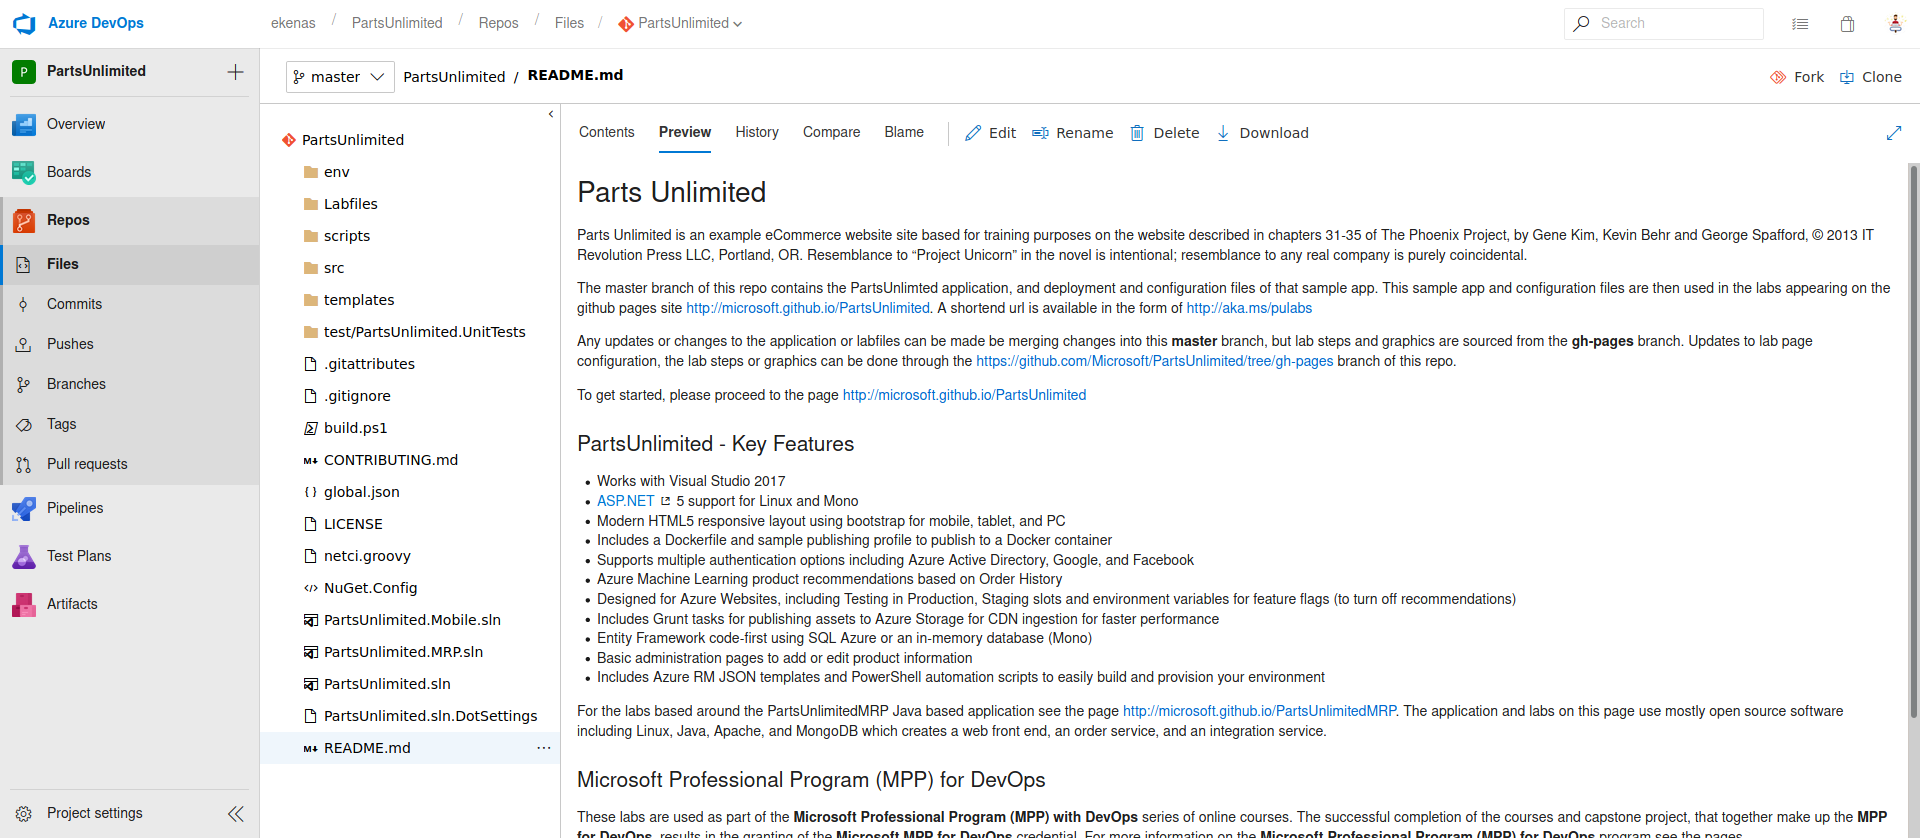 Azure DevOps
ekenas / PartsUnlimited / Repos / Files / PartsUnlimited
Search
P PartsUnlimited
Overview
Boards
Repos
Files
Commits
Pushes
Branches
Tags
Pull requests
Pipelines
Test Plans
Artifacts
Project settings
master PartsUnlimited / README.md
Fork Clone
PartsUnlimited
env
Labfiles
scripts
src
templates
test/PartsUnlimited.UnitTests
.gitattributes
.gitignore
build.ps1
CONTRIBUTING.md
global.json
LICENSE
netci.groovy
NuGet.Config
PartsUnlimited.Mobile.sln
PartsUnlimited.MRP.sln
PartsUnlimited.sln
PartsUnlimited.sln.DotSettings
README.md
Contents Preview History Compare Blame Edit Rename Delete Download
Parts Unlimited
Parts Unlimited is an example eCommerce website site based for training purposes on the website described in chapters 31-35 of The Phoenix Project, by Gene Kim, Kevin Behr and George Spafford, © 2013 IT
Revolution Press LLC, Portland, OR. Resemblance to “Project Unicorn” in the novel is intentional; resemblance to any real company is purely coincidental.
The master branch of this repo contains the PartsUnlimted application, and deployment and configuration files of that sample app. This sample app and configuration files are then used in the labs appearing on the
github pages site http://microsoft.github.io/PartsUnlimited. A shortend url is available in the form of http://aka.ms/pulabs
Any updates or changes to the application or labfiles can be made be merging changes into this master branch, but lab steps and graphics are sourced from the gh-pages branch. Updates to lab page
configuration, the lab steps or graphics can be done through the https://github.com/Microsoft/PartsUnlimited/tree/gh-pages branch of this repo.
To get started, please proceed to the page http://microsoft.github.io/PartsUnlimited
PartsUnlimited - Key Features
• Works with Visual Studio 2017
• ASP.NET 5 support for Linux and Mono
• Modern HTML5 responsive layout using bootstrap for mobile, tablet, and PC
• Includes a Dockerfile and sample publishing profile to publish to a Docker container
• Supports multiple authentication options including Azure Active Directory, Google, and Facebook
• Azure Machine Learning product recommendations based on Order History
• Designed for Azure Websites, including Testing in Production, Staging slots and environment variables for feature flags (to turn off recommendations)
• Includes Grunt tasks for publishing assets to Azure Storage for CDN ingestion for faster performance
• Entity Framework code-first using SQL Azure or an in-memory database (Mono)
• Basic administration pages to add or edit product information
• Includes Azure RM JSON templates and PowerShell automation scripts to easily build and provision your environment
For the labs based around the PartsUnlimitedMRP Java based application see the page http://microsoft.github.io/PartsUnlimitedMRP. The application and labs on this page use mostly open source software
including Linux, Java, Apache, and MongoDB which creates a web front end, an order service, and an integration service.
Microsoft Professional Program (MPP) for DevOps
These labs are used as part of the Microsoft Professional Program (MPP) with DevOps series of online courses. The successful completion of the courses and capstone project, that together make up the MPP
for DevOps, results in the granting of the Microsoft MPP for DevOps credential. For more information on the Microsoft Professional Program (MPP) for DevOps program see the pages